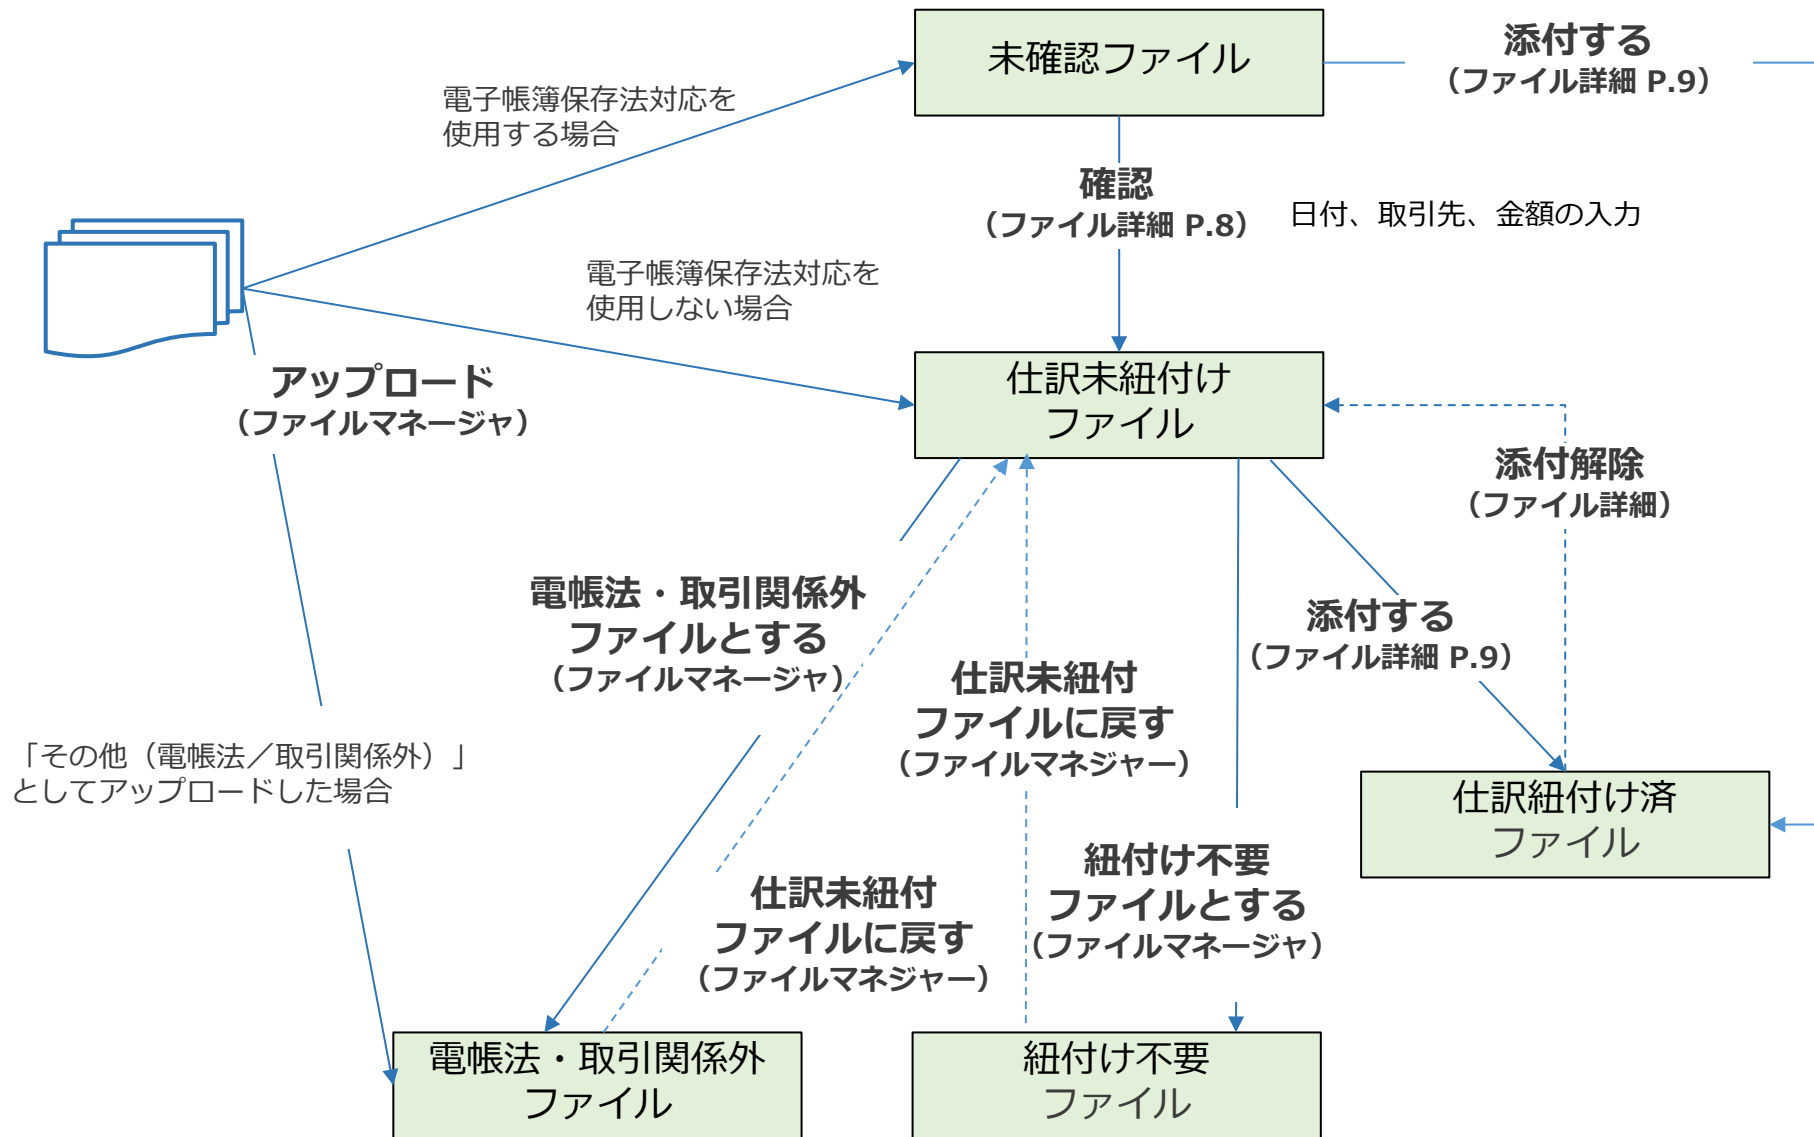 未確認ファイル
添付する
（ファイル詳細 P.9）
電子帳簿保存法対応を
使用する場合
確認
（ファイル詳細 P.8）
日付、取引先、金額の入力
電子帳簿保存法対応を
使用しない場合
アップロード
（ファイルマネージャ）
仕訳未紐付け
ファイル
添付解除
（ファイル詳細）
電帳法・取引関係外
ファイルとする
（ファイルマネージャ）
添付する
（ファイル詳細 P.9）
仕訳未紐付
ファイルに戻す
（ファイルマネジャー）
「その他（電帳法／取引関係外）」
としてアップロードした場合
仕訳紐付け済
ファイル
紐付け不要
ファイルとする
（ファイルマネージャ）
仕訳未紐付
ファイルに戻す
（ファイルマネジャー）
電帳法・取引関係外
ファイル
紐付け不要
ファイル